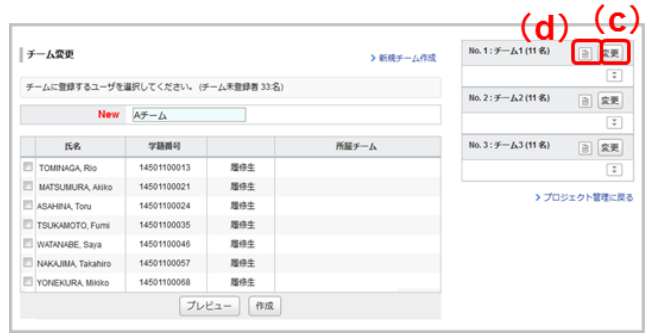 (d) (c)
チーム変更
> 新規チーム作成
チームに登録するユーザを選択してください。 (チーム未登録者 33名)
New Aチーム
氏名 学籍番号 所属チーム
TOMINAGA, Rio 14501100013 履修生
MATSUMURA, Akiko 14501100021 履修生
ASAHINA, Toru 14501100024 履修生
TSUKAMOTO, Fumi 14501100035 履修生
WATANABE, Saya 14501100046 履修生
NAKAJIMA, Takahiro 14501100057 履修生
YONEKURA, Mikiko 14501100068 履修生
プレビュー 作成
No. 1 : チーム1 (11 名) 変更
No. 2 : チーム2 (11 名) 変更
No. 3 : チーム3 (11 名) 変更
> プロジェクト管理に戻る